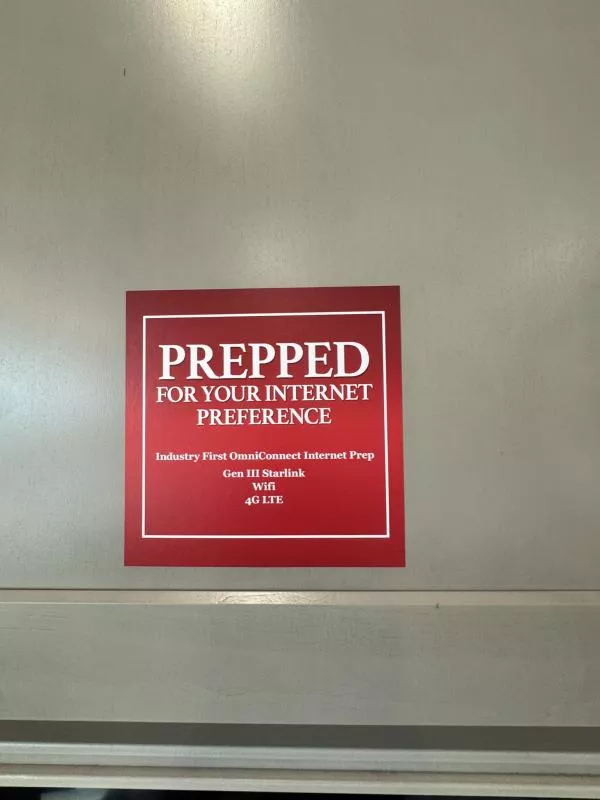 PREPPED
FOR YOUR INTERNET
PREFERENCE
Industry First OmniConnect Internet Prep
Gen III Starlink
Wifi
4G LTE